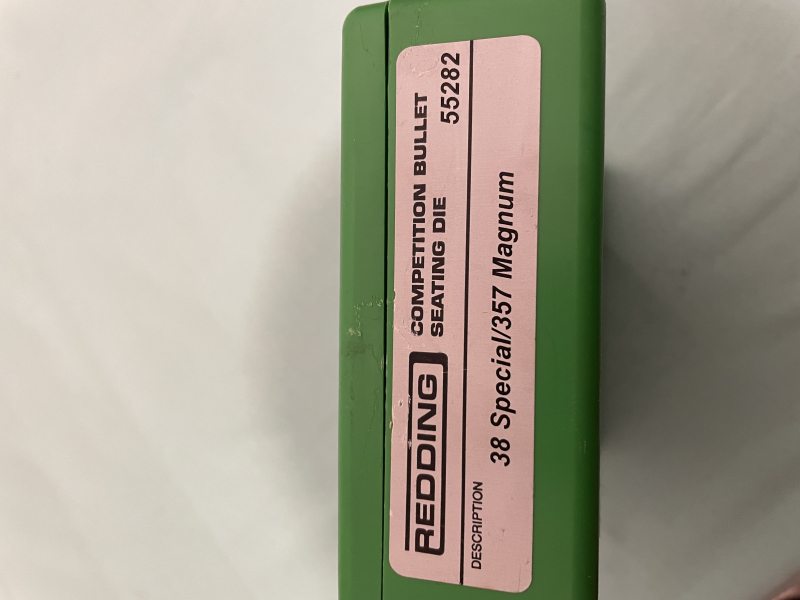 REDDING
COMPETITION BULLET
SEATING DIE 55282
DESCRIPTION
38 Special/357 Magnum